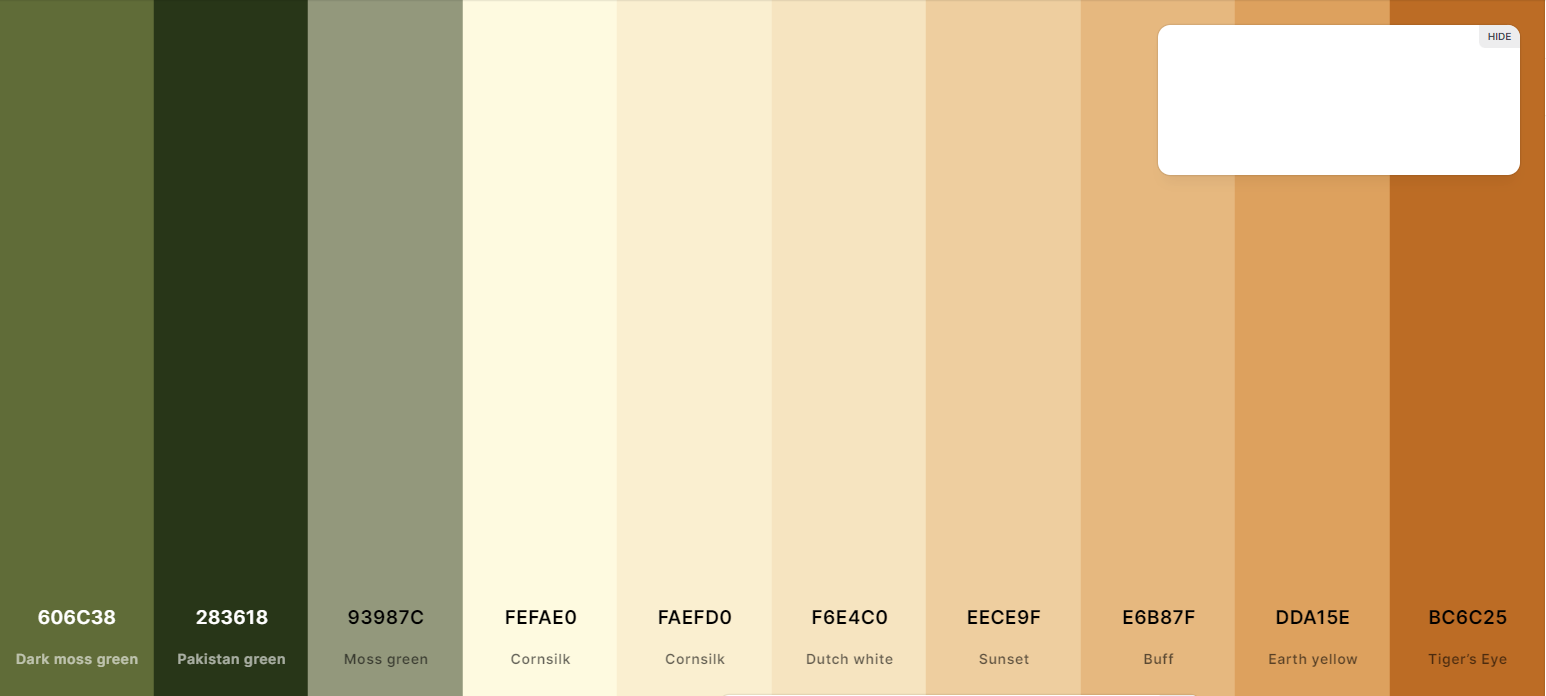 HIDE
606C38
283618
93987C
FEFAE0
FAEFD0
F6E4C0
EECE9F
E6B87F
DDA15E
BC6C25
Dark moss green
Pakistan green
Moss green
Cornsilk
Cornsilk
Dutch white
Sunset
Buff
Earth yellow
Tiger's Eye